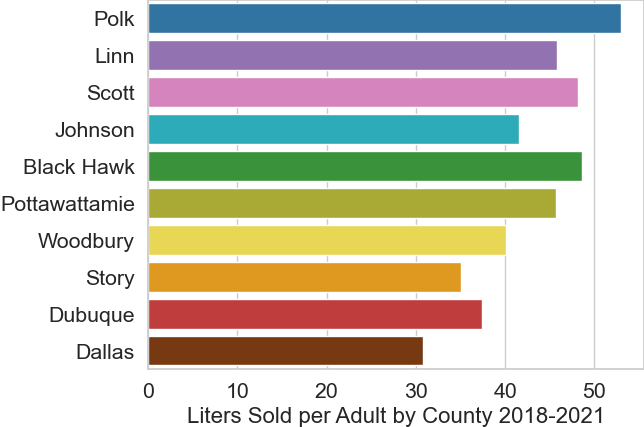 Polk
Linn
Scott
Johnson
Black Hawk
Pottawattamie
Woodbury
Story
Dubuque
Dallas
0 10 20 30 40 50
Liters Sold per Adult by County 2018-2021